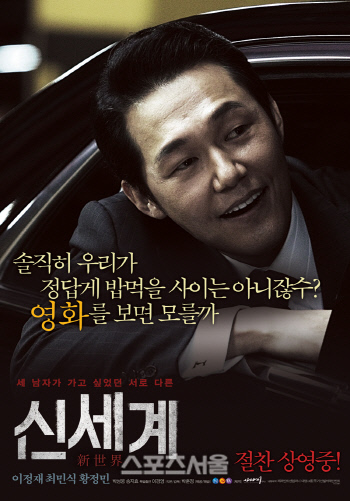 솔직히 우리가
정답게 밥먹을 사이는 아니잖수?
영화를 보면 모를까
세 남자가 가고 싶었던 서로 다른
신세계
新世界
스포츠서울
절찬 상영중!
이정재 최민식 황정민